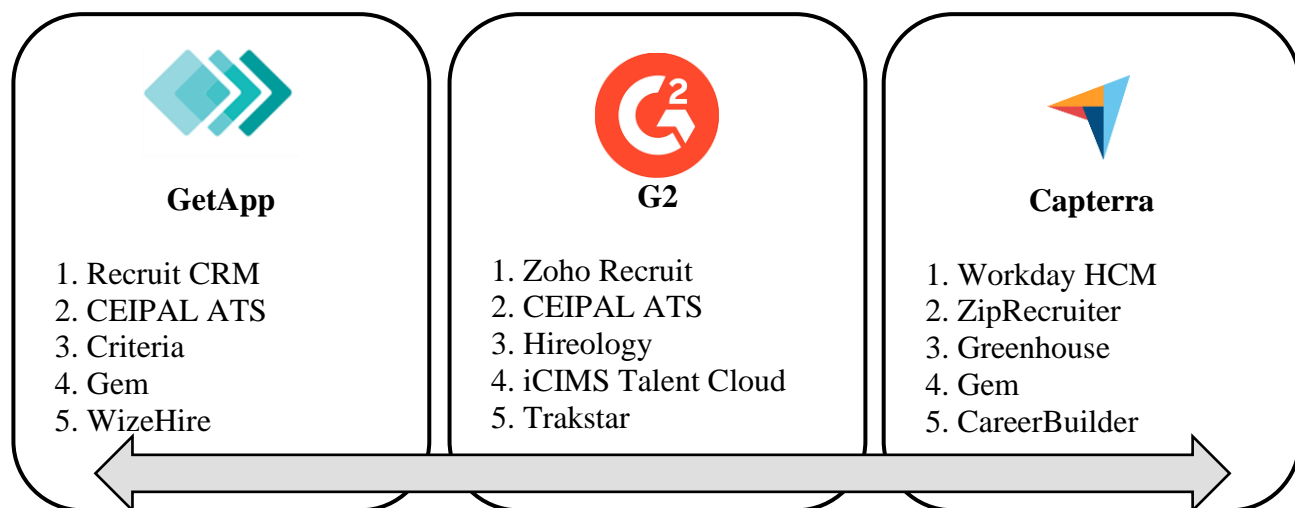 GetApp
1. Recruit CRM
2. CEIPAL ATS
3. Criteria
4. Gem
5. WizeHire
G2
G2
1. Zoho Recruit
2. CEIPAL ATS
3. Hireology
4. iCIMS Talent Cloud
5. Trakstar
Capterra
1. Workday HCM
2. ZipRecruiter
3. Greenhouse
4. Gem
5. CareerBuilder